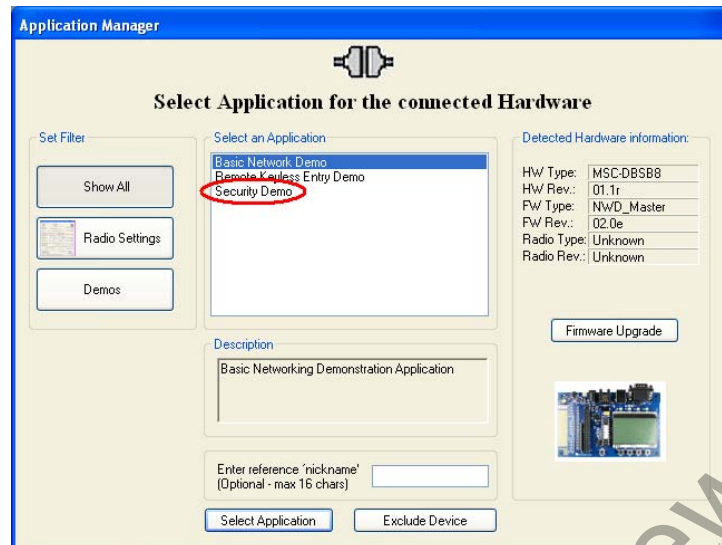 Application Manager
Select Application for the connected Hardware
Set Filter
Show All
Radio Settings
Demos
Select an Application
Basic Network Demo
Remote Keyless Entry Demo
Security Demo
Description
Basic Networking Demonstration Application
Enter reference 'nickname'
(Optional - max 16 chars)
Select Application
Exclude Device
Detected Hardware information:
HW Type: MSC-DBSB8
HW Rev.: 01.1r
FW Type: NWD_Master
FW Rev.: 02.0e
Radio Type: Unknown
Radio Rev.: Unknown
Firmware Upgrade